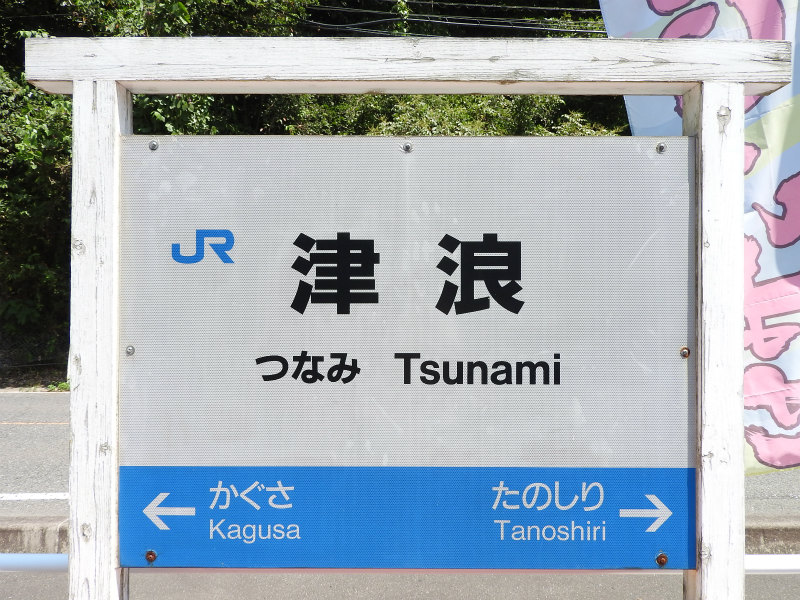 JR 津浪
つなみ Tsunami
← かぐさ たのしり →
Kagusa Tanoshiri